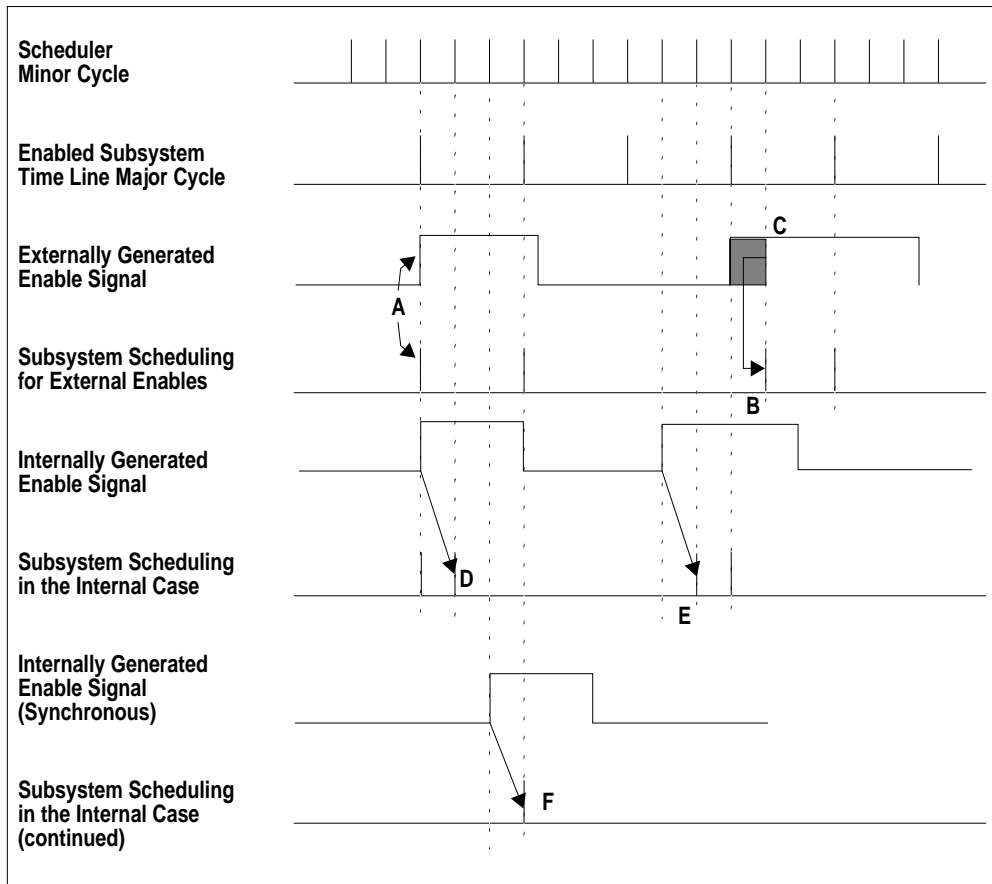 Scheduler
Minor Cycle
Enabled Subsystem
Time Line Major Cycle
Externally Generated
Enable Signal
C
A
Subsystem Scheduling
for External Enables
B
Internally Generated
Enable Signal
Subsystem Scheduling
in the Internal Case
D
E
Internally Generated
Enable Signal
(Synchronous)
Subsystem Scheduling
in the Internal Case
(continued)
F